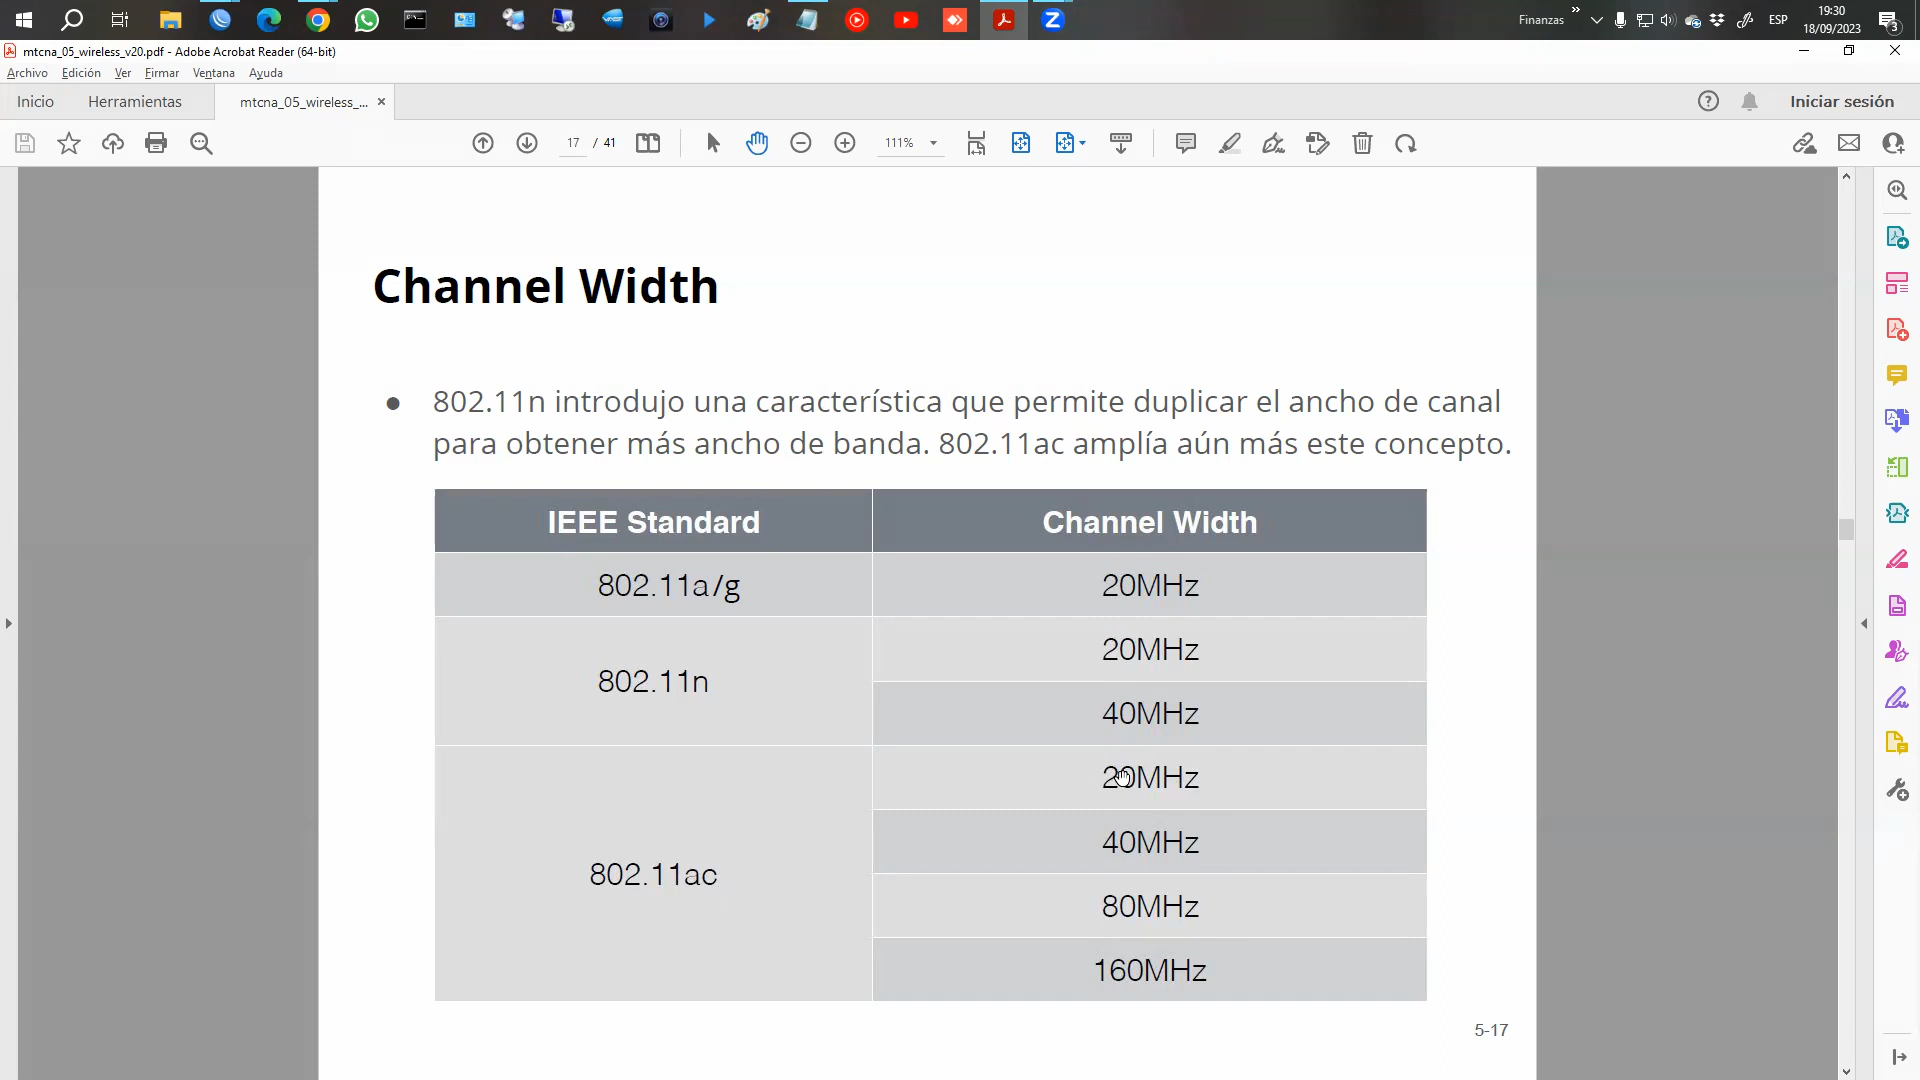 Finanzas
ESP
19:30
18/09/2023
3
mtcna_05_wireless_v20.pdf - Adobe Acrobat Reader (64-bit)
Archivo Edición Ver Firmar Ventana Ayuda
Inicio Herramientas mtcna_05_wireless_... × Iniciar sesión
17 / 41 111%
Channel Width
● 802.11n introdujo una característica que permite duplicar el ancho de canal
para obtener más ancho de banda. 802.11ac amplía aún más este concepto.
IEEE Standard Channel Width
802.11a/g 20MHz
802.11n 20MHz
40MHz
802.11ac 20MHz
40MHz
80MHz
160MHz
5-17